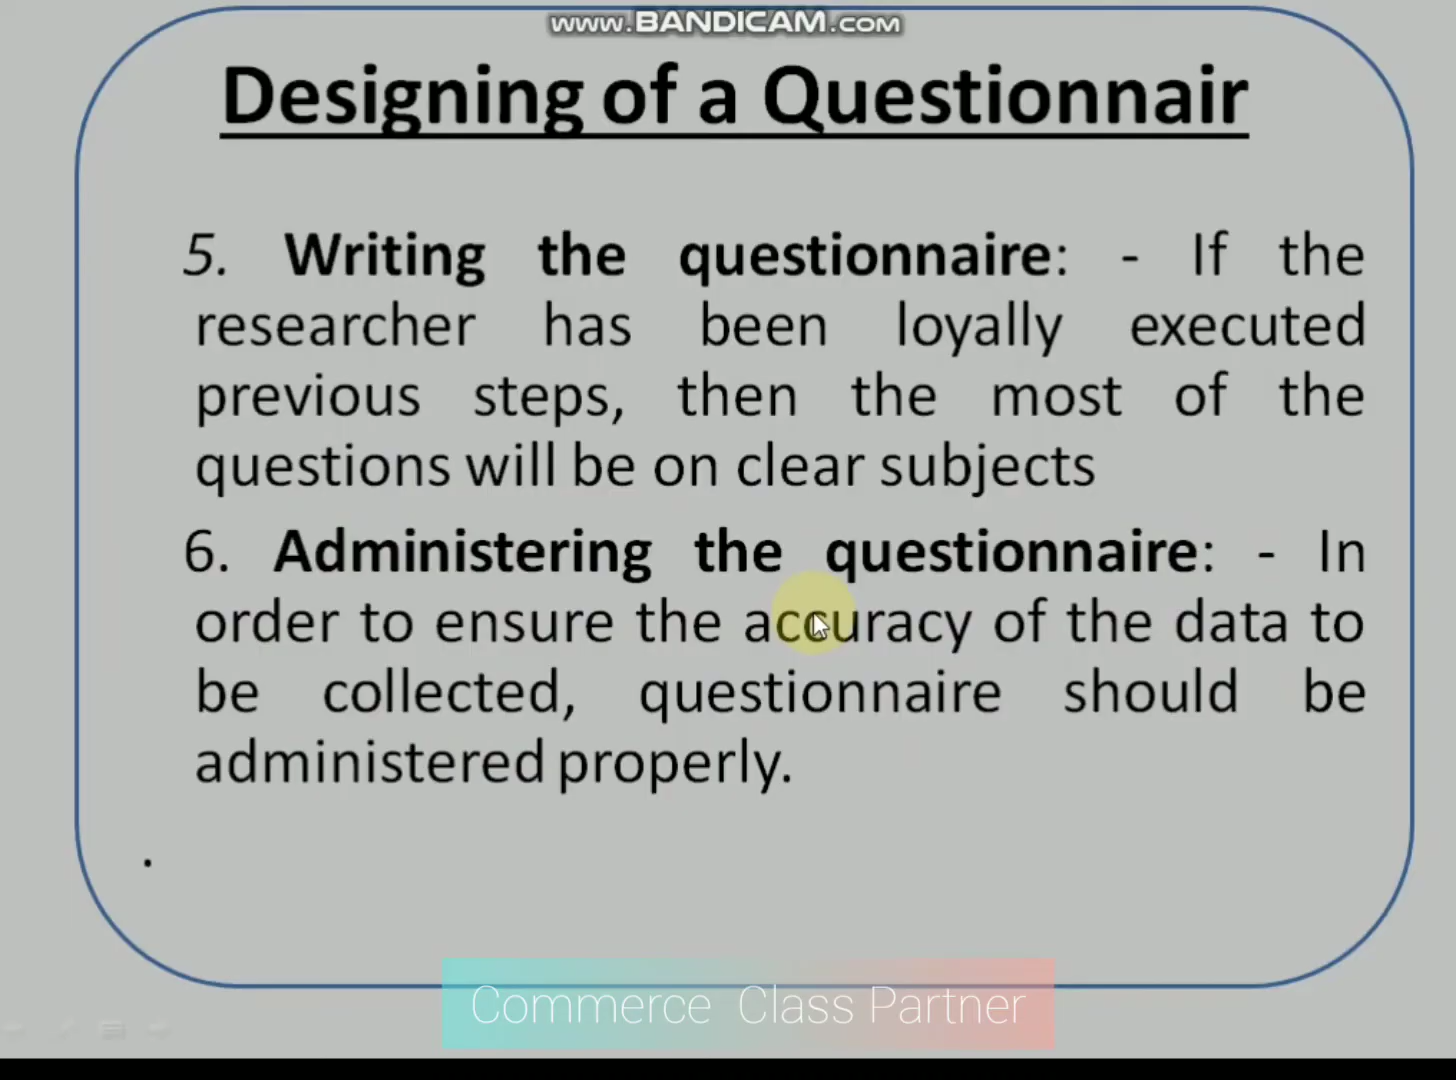 www.BANDICAM.com
Designing of a Questionnair
5. Writing the questionnaire: - If the
researcher has been loyally executed
previous steps, then the most of the
questions will be on clear subjects
6. Administering the questionnaire: - In
order to ensure the accuracy of the data to
be collected, questionnaire should be
administered properly.
.
Commerce Class Partner